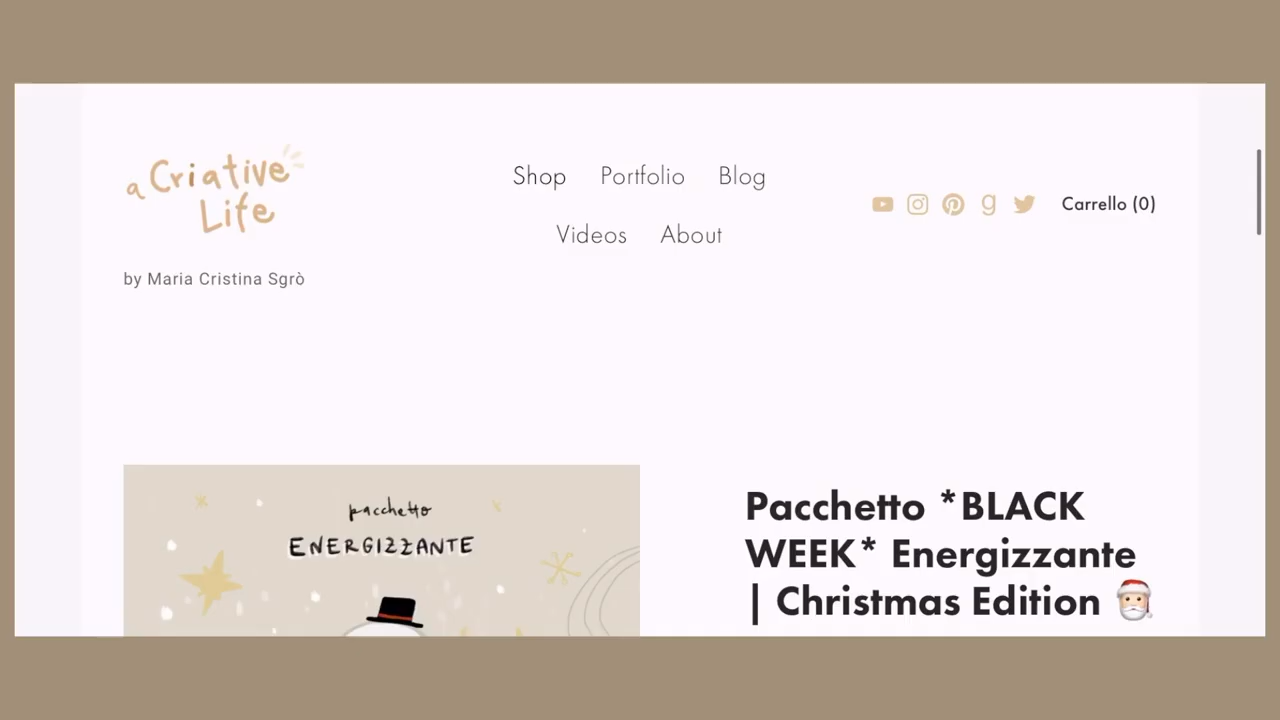 a Criative
Life
by Maria Cristina Sgrò
Shop Portfolio Blog
Videos About
Carrello (0)
pacchetto
ENERGIZZANTE
Pacchetto *BLACK
WEEK* Energizzante
| Christmas Edition 🎅🏻